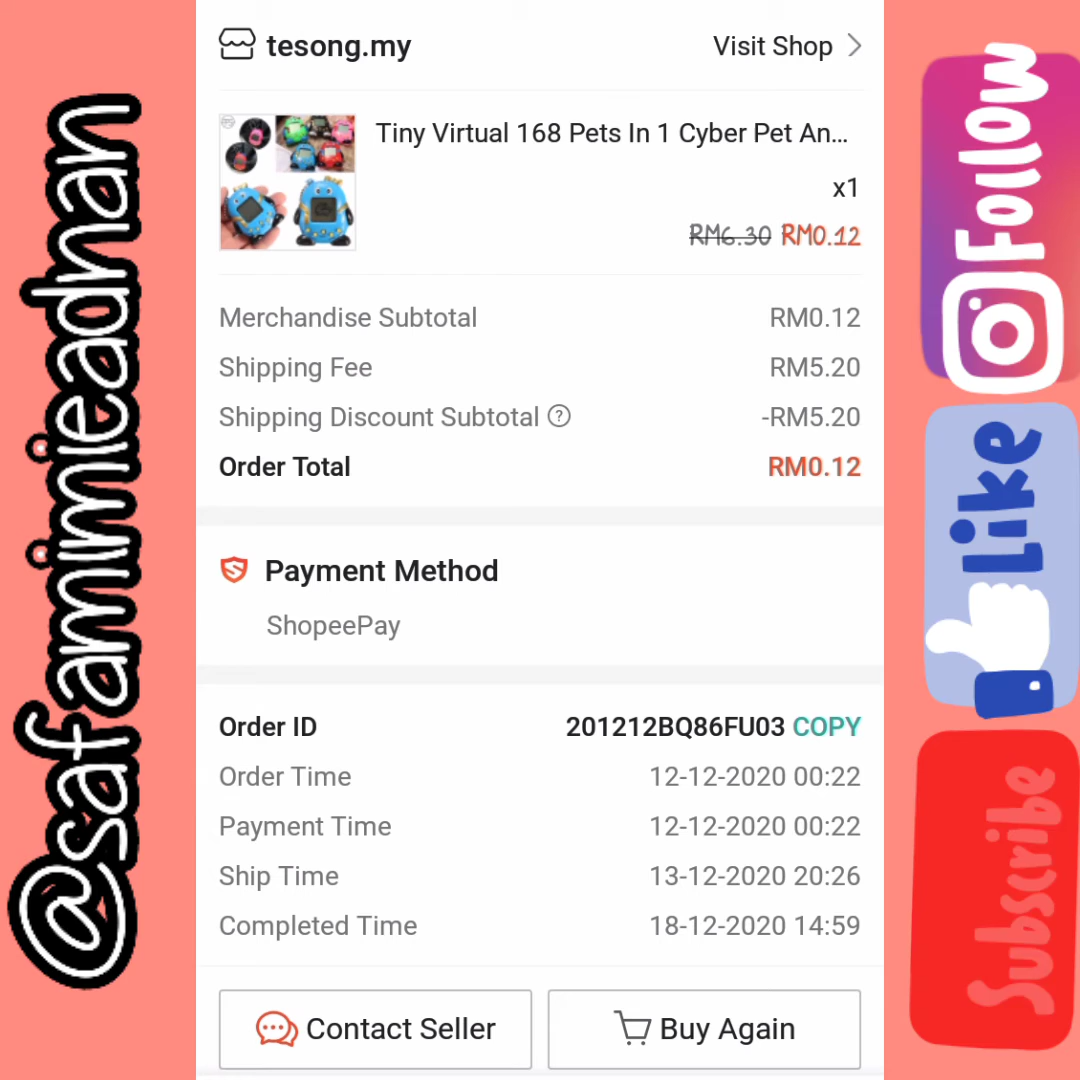 @safamimieadnan
tesong.my
Visit Shop
Tiny Virtual 168 Pets In 1 Cyber Pet An...
x1
RM6.30 RM0.12
Merchandise Subtotal RM0.12
Shipping Fee RM5.20
Shipping Discount Subtotal ? -RM5.20
Order Total RM0.12
Payment Method
ShopeePay
Order ID 201212BQ86FU03 COPY
Order Time 12-12-2020 00:22
Payment Time 12-12-2020 00:22
Ship Time 13-12-2020 20:26
Completed Time 18-12-2020 14:59
Contact Seller
Buy Again
Follow
Like
Subscribe